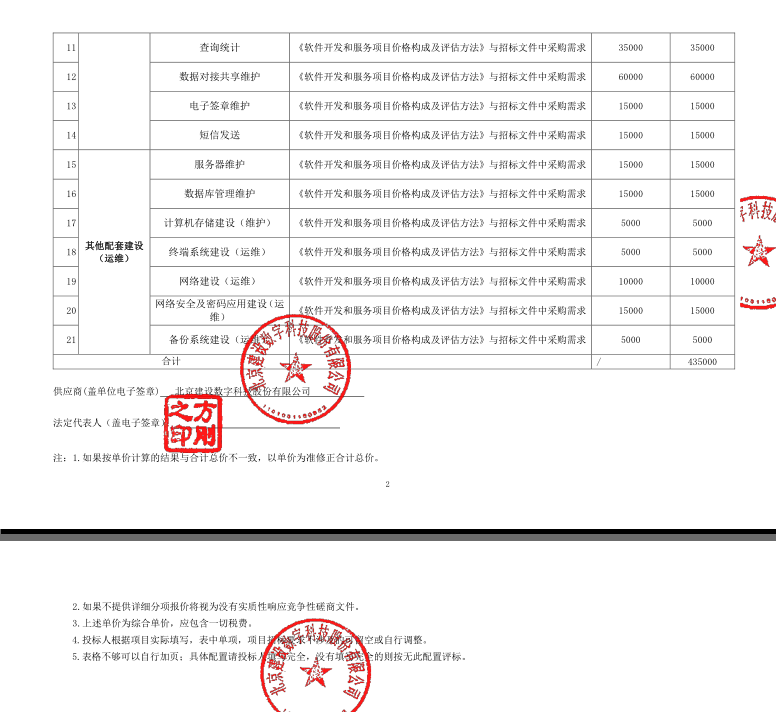 11 查询统计 《软件开发和服务项目价格构成及评估方法》与招标文件中采购需求 35000 35000
12 数据对接共享维护 《软件开发和服务项目价格构成及评估方法》与招标文件中采购需求 60000 60000
13 电子签章维护 《软件开发和服务项目价格构成及评估方法》与招标文件中采购需求 15000 15000
14 短信发送 《软件开发和服务项目价格构成及评估方法》与招标文件中采购需求 15000 15000
15 服务器维护 《软件开发和服务项目价格构成及评估方法》与招标文件中采购需求 15000 15000
16 数据库管理维护 《软件开发和服务项目价格构成及评估方法》与招标文件中采购需求 15000 15000
17 计算机存储建设（维护） 《软件开发和服务项目价格构成及评估方法》与招标文件中采购需求 5000 5000
其他配套建设
（运维）
18 终端系统建设（运维） 《软件开发和服务项目价格构成及评估方法》与招标文件中采购需求 5000 5000
19 网络建设（运维） 《软件开发和服务项目价格构成及评估方法》与招标文件中采购需求 10000 10000
20 网络安全及密码应用建设（运
维） 《软件开发和服务项目价格构成及评估方法》与招标文件中采购需求 15000 15000
21 备份系统建设（运维） 《软件开发和服务项目价格构成及评估方法》与招标文件中采购需求 5000 5000
合计 / 435000
供应商(盖单位电子签章) 北京建设数字科技股份有限公司
北京建设数字科技股份有限公司
法定代表人（盖电子签章）
方刚
之印
注：1.如果按单价计算的结果与合计总价不一致，以单价为准修正合计总价。
2
2.如果不提供详细分项报价将视为没有实质性响应竞争性磋商文件。
3.上述单价为综合单价，应包含一切税费。
4.投标人根据项目实际填写，表中单项，项目招标要求不涉及的可留空或自行调整。
5.表格不够可以自行加页；具体配置请投标人填写完全，没有填写完全的则按无此配置评标。
北京建设数字科技股份有限公司